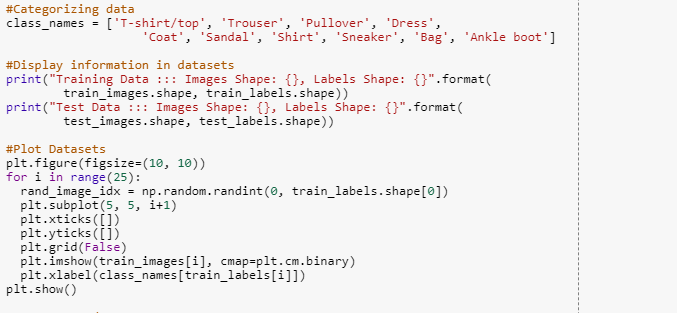 #Categorizing data
class_names = ['T-shirt/top', 'Trouser', 'Pullover', 'Dress',
'Coat', 'Sandal', 'Shirt', 'Sneaker', 'Bag', 'Ankle boot']
#Display information in datasets
print("Training Data ::: Images Shape: {}, Labels Shape: {}".format(
train_images.shape, train_labels.shape))
print("Test Data ::: Images Shape: {}, Labels Shape: {}".format(
test_images.shape, test_labels.shape))
#Plot Datasets
plt.figure(figsize=(10, 10))
for i in range(25):
rand_image_idx = np.random.randint(0, train_labels.shape[0])
plt.subplot(5, 5, i+1)
plt.xticks([])
plt.yticks([])
plt.grid(False)
plt.imshow(train_images[i], cmap=plt.cm.binary)
plt.xlabel(class_names[train_labels[i]])
plt.show()